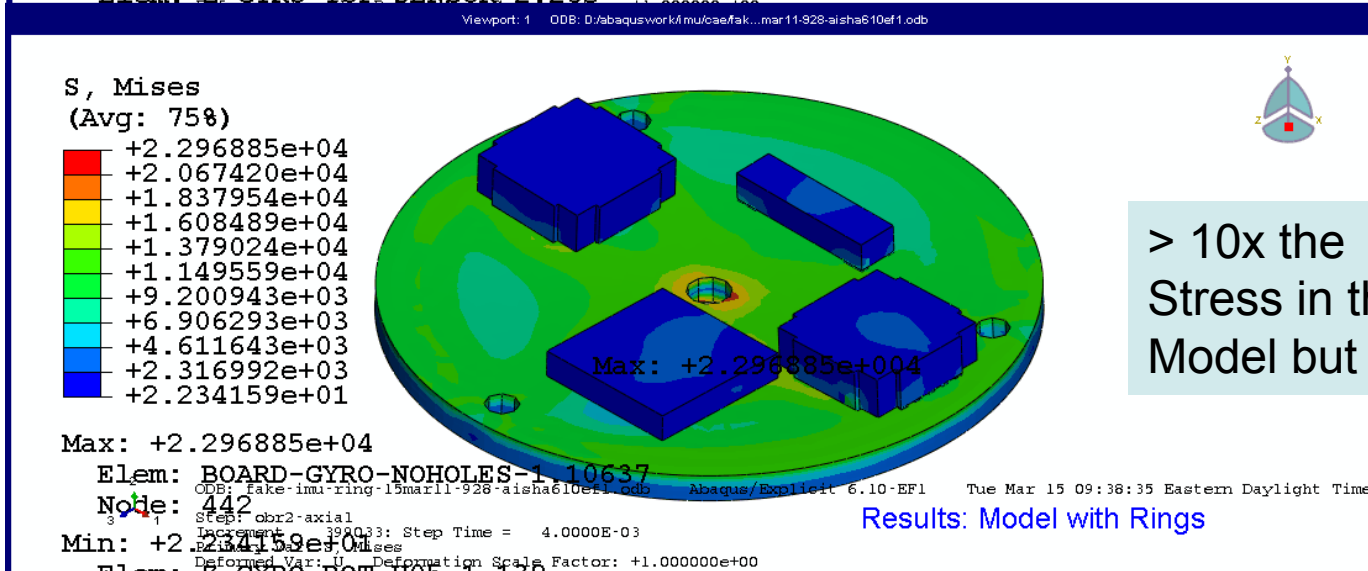 Viewport: 1 ODB: D:/abaquswork/imu/cae/fak...mar11-928-aisha610ef1.odb
S, Mises
(Avg: 75%)
+2.296885e+04
+2.067420e+04
+1.837954e+04
+1.608489e+04
+1.379024e+04
+1.149559e+04
+9.200943e+03
+6.906293e+03
+4.611643e+03
+2.316992e+03
+2.234159e+01
Y
Z X
> 10x the
Stress in th
Model but
Max: +2.296885e+004
Max: +2.296885e+04
Elem: BOARD-GYRO-NOHOLES-1.10637
ODB: fake-imu-ring-15mar11-928-aisha610ef1.odb Abaqus/Explicit 6.10-EF1 Tue Mar 15 09:38:35 Eastern Daylight Time
Node: 442
3 1
Step: obr2-axial
Results: Model with Rings
Increment 399033: Step Time = 4.0000E-03
Min: +2.234159e+01
Primary Var: S, Mises
Deformed Var: U Deformation Scale Factor: +1.000000e+00